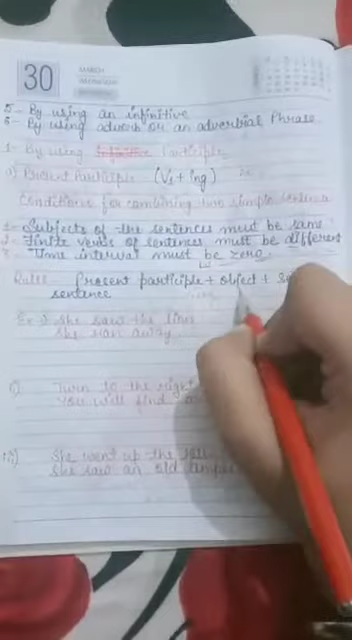 30
MARCH
WEDNESDAY
5- By using an infinitive
6- By using adverb or an adverbial Phrase
1- By using Participle
a) Present Participle (V₁ + ing)
Conditions for combining two simple sentence
1- Subjects of the sentences must be same
2- Finite verbs of sentences must be different
3- Time interval must be zero
Rules Present participle + object +
sentence
Ex- She saw the lion
She ran away
i) Turn to the right
You will find
She went up the
She saw an old temple